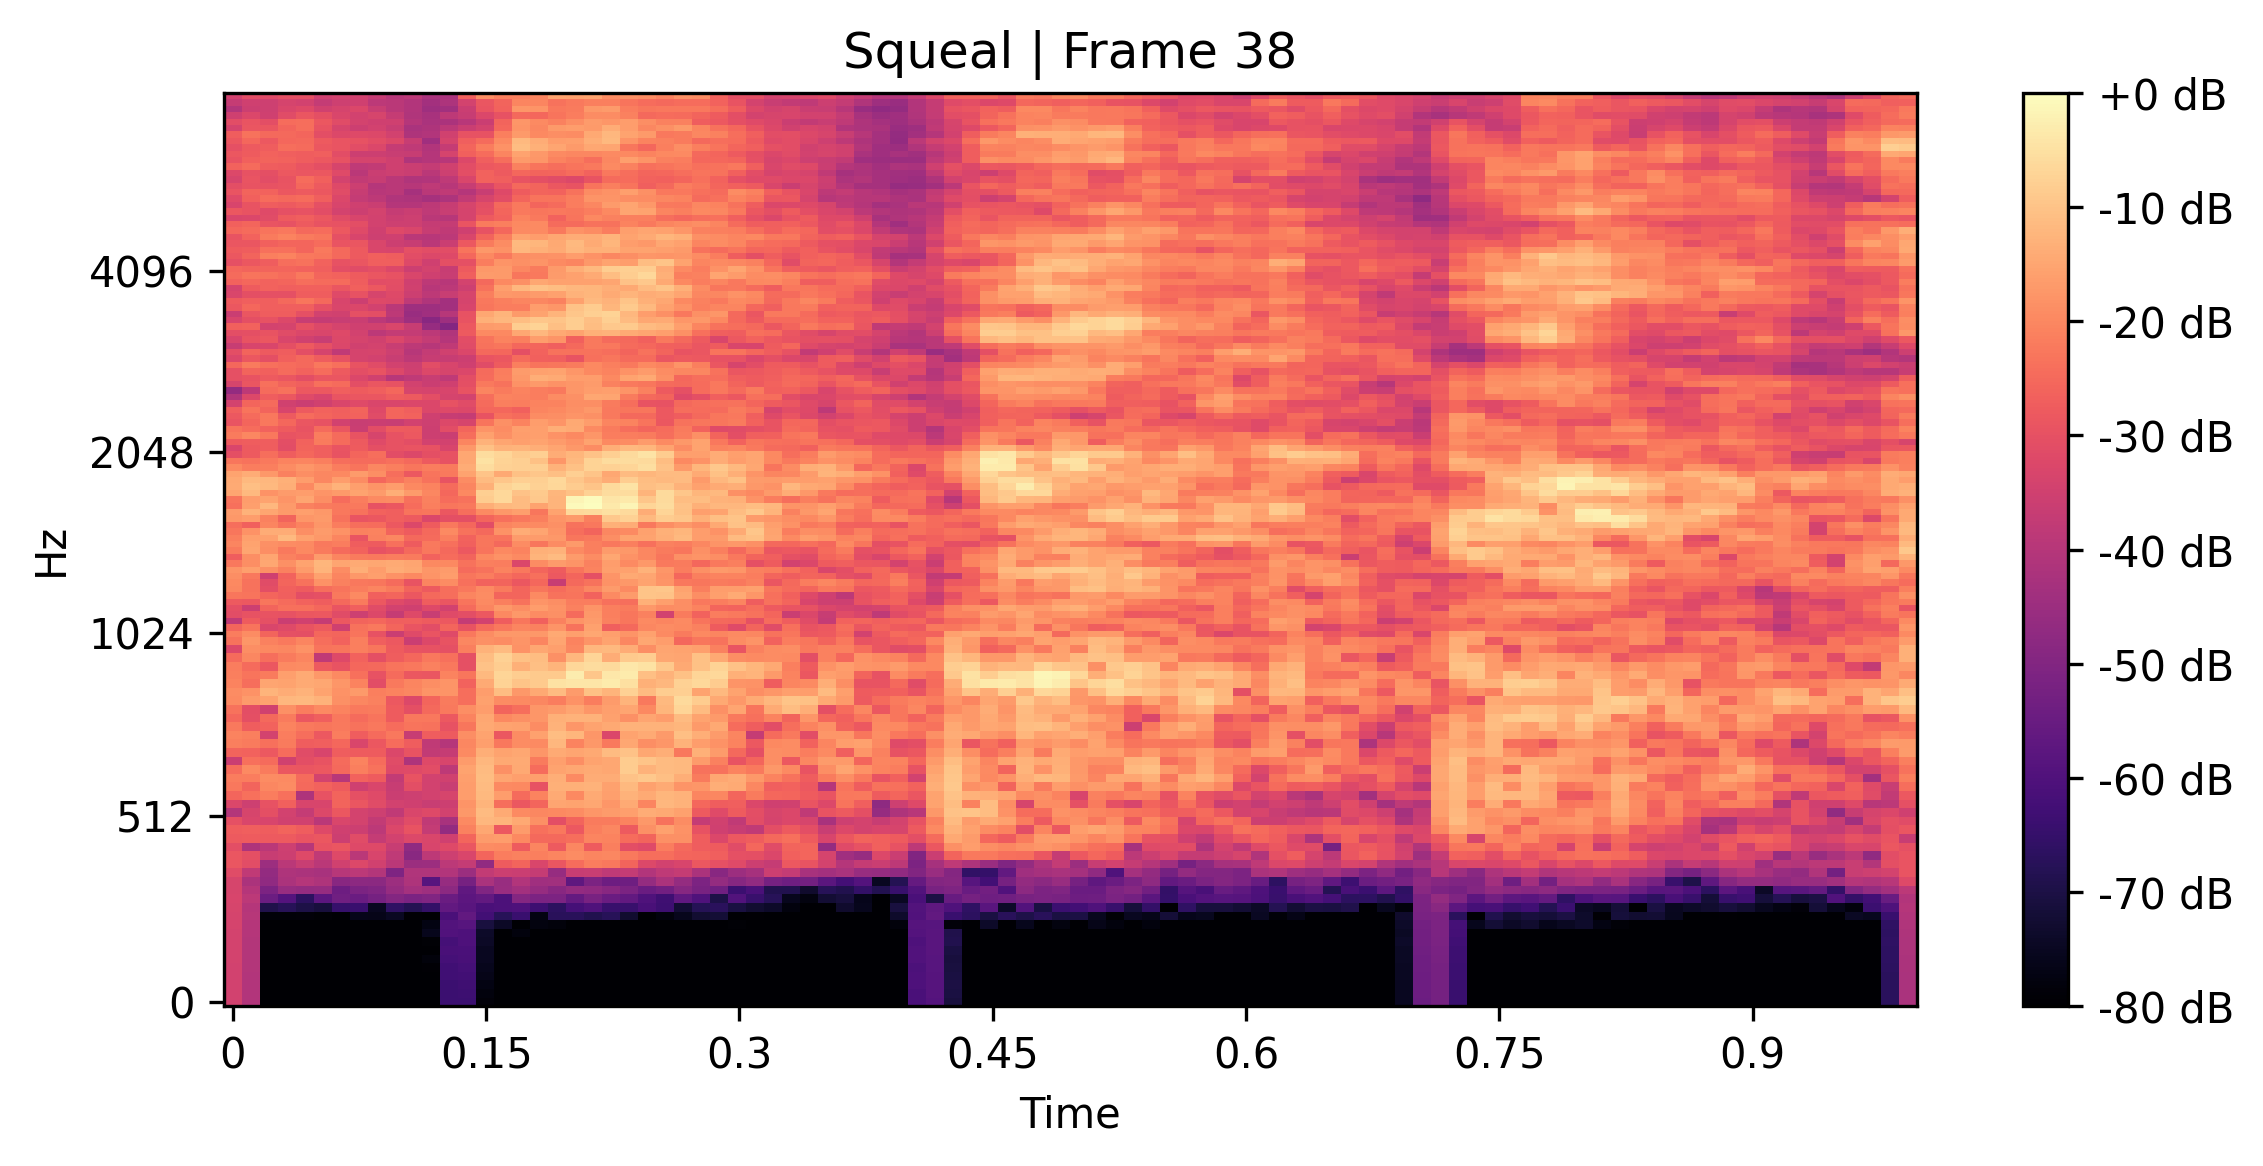 Squeal | Frame 38
Hz
4096
2048
1024
512
0
0 0.15 0.3 0.45 0.6 0.75 0.9
Time
+0 dB
-10 dB
-20 dB
-30 dB
-40 dB
-50 dB
-60 dB
-70 dB
-80 dB